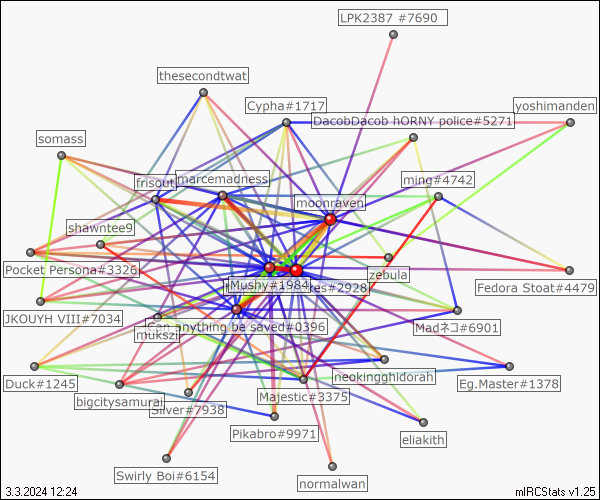 LPK2387 #7690
thesecondtwat
Cypha#1717
yoshimanden
DacobDacob hORNY police#5271
somass
frisout
marcemadness
ming#4742
moonraven
shawntee9
Pocket Persona#3326
zebula
Mushy#1984
kes#2928
Fedora Stoat#4479
JKOUYH VIII#7034
Can anything be saved#0396
Madネコ#6901
mukszi
neokingghidorah
Duck#1245
Eg.Master#1378
bigcitysamurai
Majestic#3375
Silver#7938
Pikabro#9971
eliakith
Swirly Boi#6154
normalwan
3.3.2024 12:24
mIRCStats v1.25